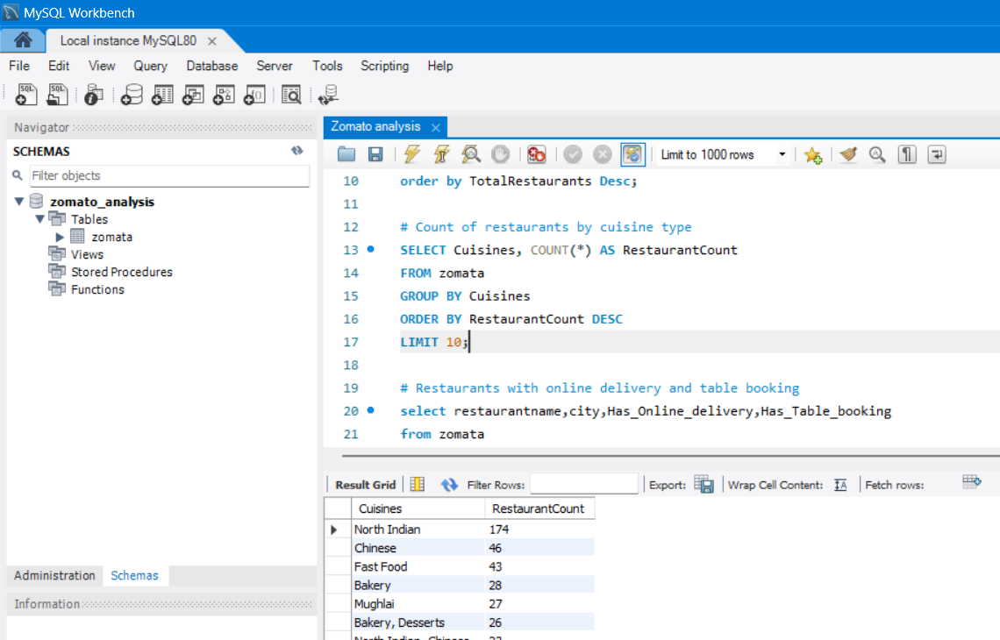 MySQL Workbench
Local instance MySQL80
File Edit View Query Database Server Tools Scripting Help
Navigator
SCHEMAS
Filter objects
zomato_analysis
Tables
zomata
Views
Stored Procedures
Functions
Administration Schemas
Information
Zomato analysis
Limit to 1000 rows
10 order by TotalRestaurants Desc;
11
12 # Count of restaurants by cuisine type
13 SELECT Cuisines, COUNT(*) AS RestaurantCount
14 FROM zomata
15 GROUP BY Cuisines
16 ORDER BY RestaurantCount DESC
17 LIMIT 10;
18
19 # Restaurants with online delivery and table booking
20 select restaurantname,city,Has_Online_delivery,Has_Table_booking
21 from zomata
Result Grid Filter Rows: Export: Wrap Cell Content: IA Fetch rows:
Cuisines RestaurantCount
North Indian 174
Chinese 46
Fast Food 43
Bakery 28
Mughlai 27
Bakery, Desserts 26